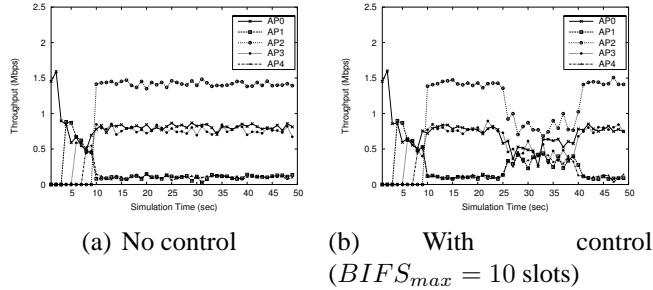 2.5
2
1.5
1
0.5
0
Throughput (Mbps)
5 10 15 20 25 30 35 40 45 50
Simulation Time (sec)
AP0
AP1
AP2
AP3
AP4
(a) No control
2.5
2
1.5
1
0.5
0
Throughput (Mbps)
5 10 15 20 25 30 35 40 45 50
Simulation Time (sec)
AP0
AP1
AP2
AP3
AP4
(b) With control
(BIFS_max = 10 slots)